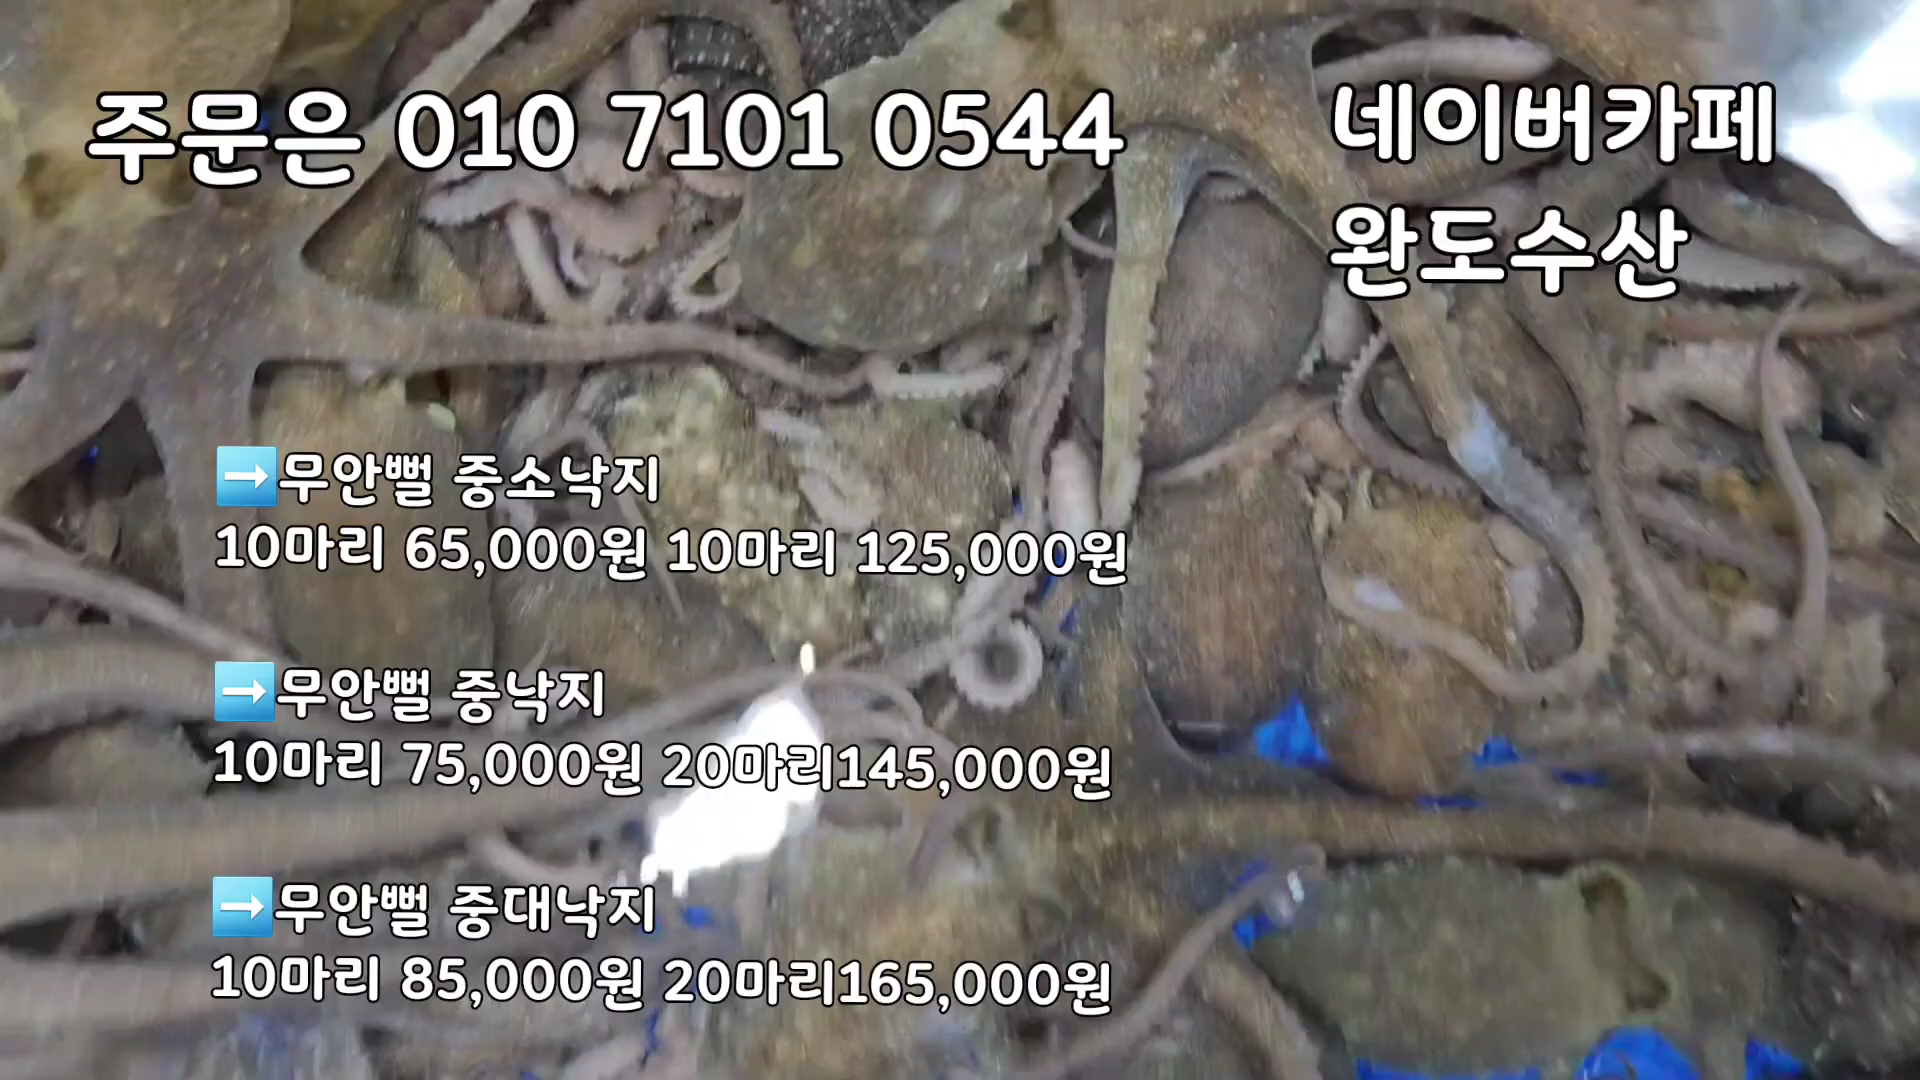 주문은 010 7101 0544
네이버카페
완도수산
➡무안뻘 중소낙지
10마리 65,000원 10마리 125,000원
➡무안뻘 중낙지
10마리 75,000원 20마리145,000원
➡무안뻘 중대낙지
10마리 85,000원 20마리165,000원